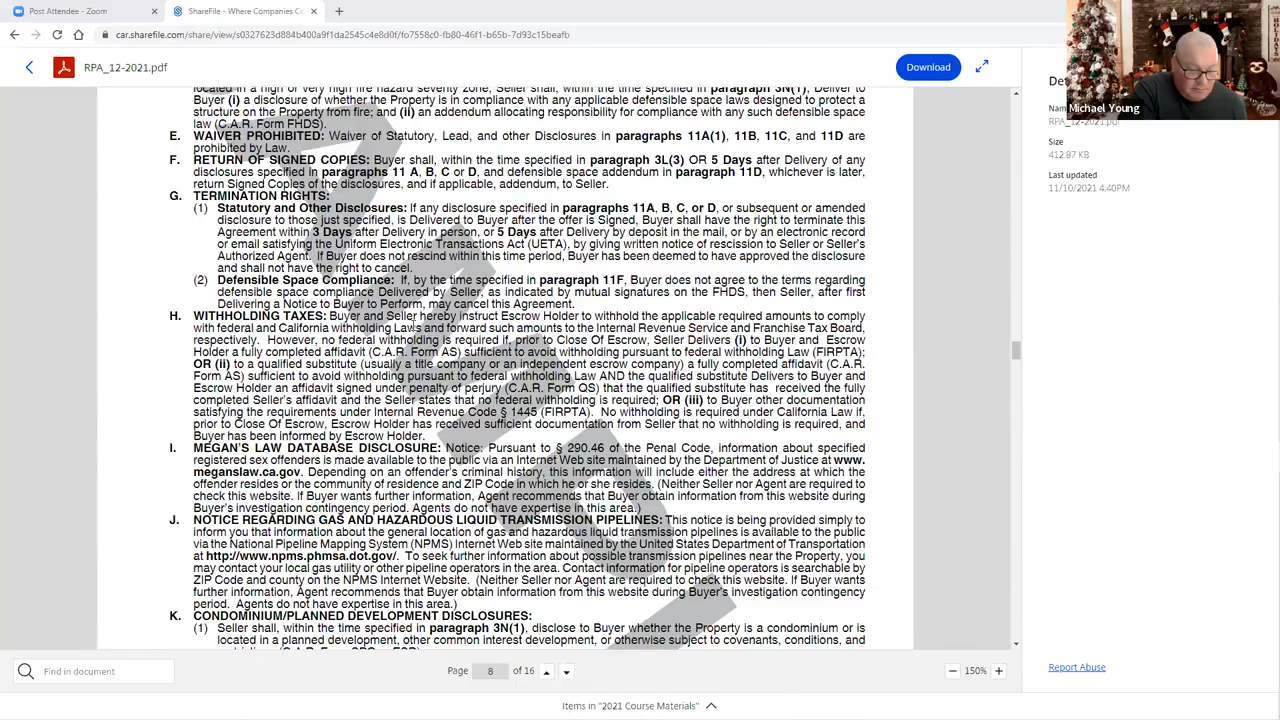 Post Attendee - Zoom
ShareFile - Where Companies Co
car.sharefile.com/share/view/s0327623d884b400a9f1da2545c4e8d0f/fo7558c0-fb80-46f1-b65b-7d93c15beafb
RPA_12-2021.pdf
Download
located in a high or very high fire hazard severity zone, Seller shall, within the time specified in paragraph 3N(1), Deliver to
Buyer (i) a disclosure of whether the Property is in compliance with any applicable defensible space laws designed to protect a
structure on the Property from fire; and (ii) an addendum allocating responsibility for compliance with any such defensible space
law (C.A.R. Form FHDS).
E. WAIVER PROHIBITED: Waiver of Statutory, Lead, and other Disclosures in paragraphs 11A(1), 11B, 11C, and 11D are
prohibited by Law.
F. RETURN OF SIGNED COPIES: Buyer shall, within the time specified in paragraph 3L(3) OR 5 Days after Delivery of any
disclosures specified in paragraphs 11 A, B, C or D, and defensible space addendum in paragraph 11D, whichever is later,
return Signed Copies of the disclosures, and if applicable, addendum, to Seller.
G. TERMINATION RIGHTS:
(1) Statutory and Other Disclosures: If any disclosure specified in paragraphs 11A, B, C, or D, or subsequent or amended
disclosure to those just specified, is Delivered to Buyer after the offer is Signed, Buyer shall have the right to terminate this
Agreement within 3 Days after Delivery in person, or 5 Days after Delivery by deposit in the mail, or by an electronic record
or email satisfying the Uniform Electronic Transactions Act (UETA), by giving written notice of rescission to Seller or Seller's
Authorized Agent. If Buyer does not rescind within this time period, Buyer has been deemed to have approved the disclosure
and shall not have the right to cancel.
(2) Defensible Space Compliance: If, by the time specified in paragraph 11F, Buyer does not agree to the terms regarding
defensible space compliance Delivered by Seller, as indicated by mutual signatures on the FHDS, then Seller, after first
Delivering a Notice to Buyer to Perform, may cancel this Agreement.
H. WITHHOLDING TAXES: Buyer and Seller hereby instruct Escrow Holder to withhold the applicable required amounts to comply
with federal and California withholding Laws and forward such amounts to the Internal Revenue Service and Franchise Tax Board,
respectively. However, no federal withholding is required if, prior to Close Of Escrow, Seller Delivers (i) to Buyer and Escrow
Holder a fully completed affidavit (C.A.R. Form AS) sufficient to avoid withholding pursuant to federal withholding Law (FIRPTA);
OR (ii) to a qualified substitute (usually a title company or an independent escrow company) a fully completed affidavit (C.A.R.
Form AS) sufficient to avoid withholding pursuant to federal withholding Law AND the qualified substitute Delivers to Buyer and
Escrow Holder an affidavit signed under penalty of perjury (C.A.R. Form QS) that the qualified substitute has received the fully
completed Seller's affidavit and the Seller states that no federal withholding is required; OR (iii) to Buyer other documentation
satisfying the requirements under Internal Revenue Code § 1445 (FIRPTA). No withholding is required under California Law if,
prior to Close Of Escrow, Escrow Holder has received sufficient documentation from Seller that no withholding is required, and
Buyer has been informed by Escrow Holder.
I. MEGAN'S LAW DATABASE DISCLOSURE: Notice: Pursuant to § 290.46 of the Penal Code, information about specified
registered sex offenders is made available to the public via an Internet Web site maintained by the Department of Justice at www.
meganslaw.ca.gov. Depending on an offender's criminal history, this information will include either the address at which the
offender resides or the community of residence and ZIP Code in which he or she resides. (Neither Seller nor Agent are required to
check this website. If Buyer wants further information, Agent recommends that Buyer obtain information from this website during
Buyer's investigation contingency period. Agents do not have expertise in this area.)
J. NOTICE REGARDING GAS AND HAZARDOUS LIQUID TRANSMISSION PIPELINES: This notice is being provided simply to
inform you that information about the general location of gas and hazardous liquid transmission pipelines is available to the public
via the National Pipeline Mapping System (NPMS) Internet Web site maintained by the United States Department of Transportation
at http://www.npms.phmsa.dot.gov/. To seek further information about possible transmission pipelines near the Property, you
may contact your local gas utility or other pipeline operators in the area. Contact information for pipeline operators is searchable by
ZIP Code and county on the NPMS Internet Website. (Neither Seller nor Agent are required to check this website. If Buyer wants
further information, Agent recommends that Buyer obtain information from this website during Buyer's investigation contingency
period. Agents do not have expertise in this area.)
K. CONDOMINIUM/PLANNED DEVELOPMENT DISCLOSURES:
(1) Seller shall, within the time specified in paragraph 3N(1), disclose to Buyer whether the Property is a condominium or is
located in a planned development, other common interest development, or otherwise subject to covenants, conditions, and
Find in document
Page 8 of 16
150%
Items in "2021 Course Materials"
Det
Michael Young
Nam
RPA_12-2021.pdf
Size
412.87 KB
Last updated
11/10/2021 4:40PM
Report Abuse